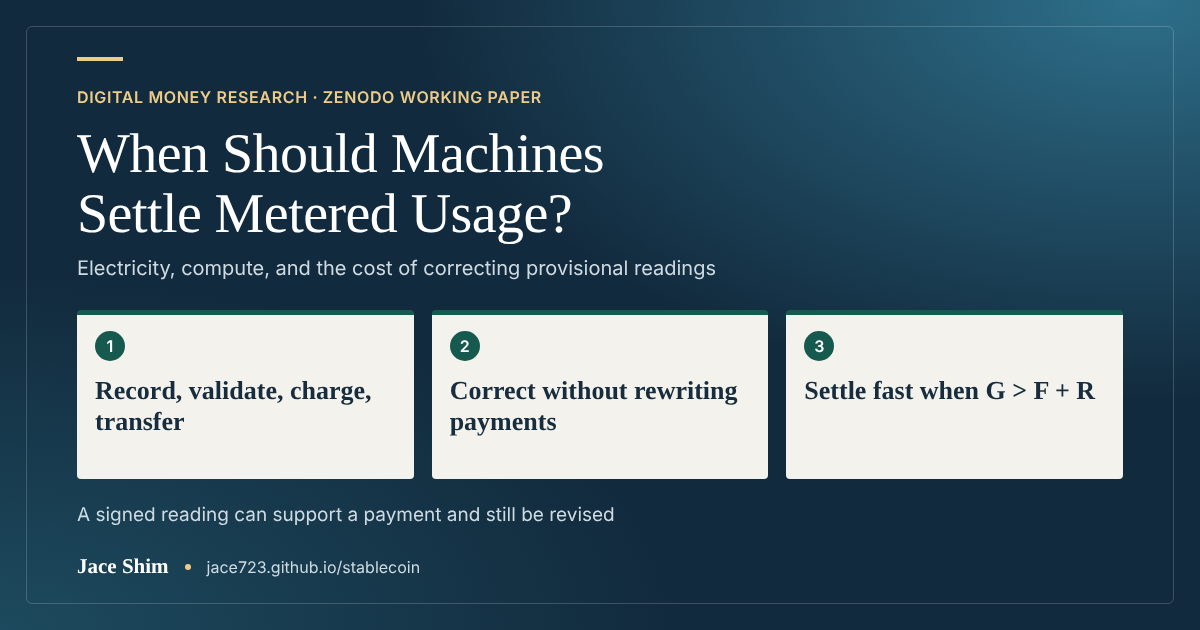 DIGITAL MONEY RESEARCH · ZENODO WORKING PAPER
When Should Machines
Settle Metered Usage?
Electricity, compute, and the cost of correcting provisional readings
1
Record, validate, charge,
transfer
2
Correct without rewriting
payments
3
Settle fast when G > F + R
A signed reading can support a payment and still be revised
Jace Shim • jace723.github.io/stablecoin